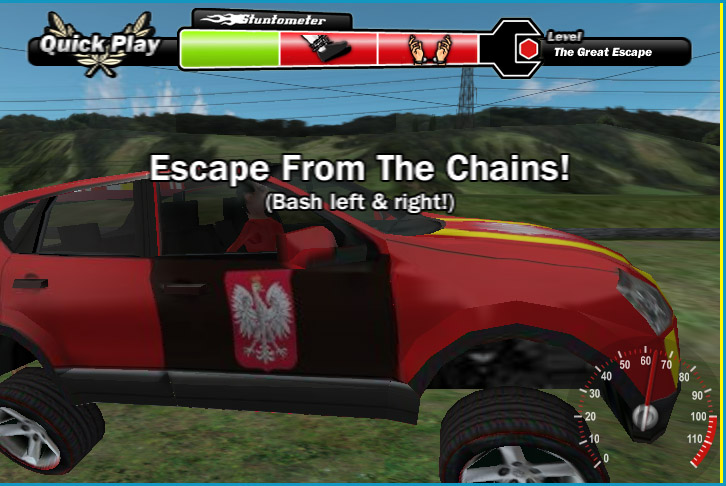 Stuntometer
Quick Play
Level
The Great Escape
Escape From The Chains!
(Bash left & right!)
0
10
20
30
40
50
60
70
80
90
100
110